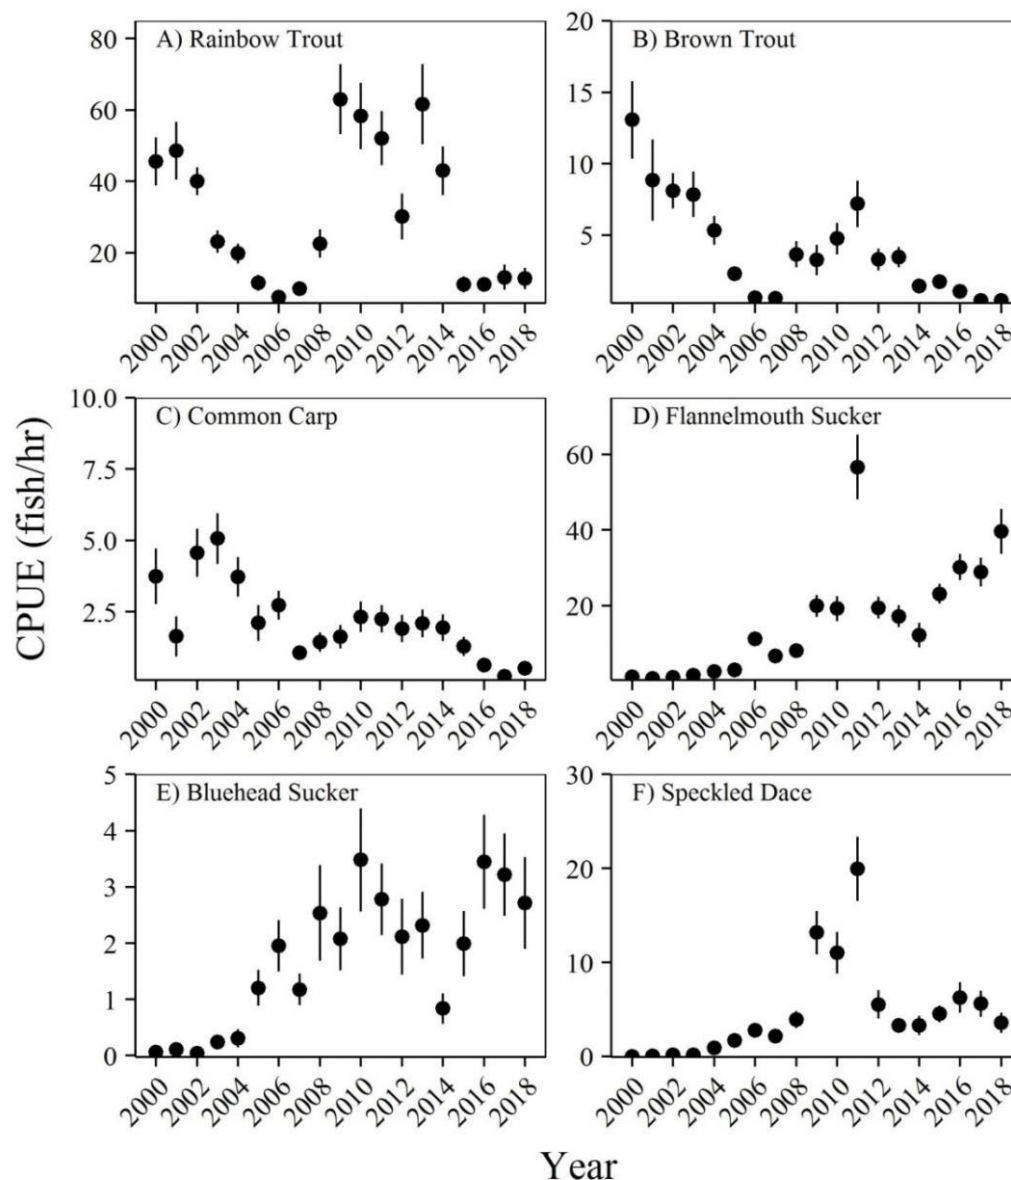 A) Rainbow Trout
80
60
40
20
2000 2002 2004 2006 2008 2010 2012 2014 2016 2018
B) Brown Trout
20
15
10
5
2000 2002 2004 2006 2008 2010 2012 2014 2016 2018
CPUE (fish/hr)
C) Common Carp
10.0
7.5
5.0
2.5
2000 2002 2004 2006 2008 2010 2012 2014 2016 2018
D) Flannelmouth Sucker
60
40
20
2000 2002 2004 2006 2008 2010 2012 2014 2016 2018
E) Bluehead Sucker
5
4
3
2
1
0
2000 2002 2004 2006 2008 2010 2012 2014 2016 2018
F) Speckled Dace
30
20
10
0
2000 2002 2004 2006 2008 2010 2012 2014 2016 2018
Year